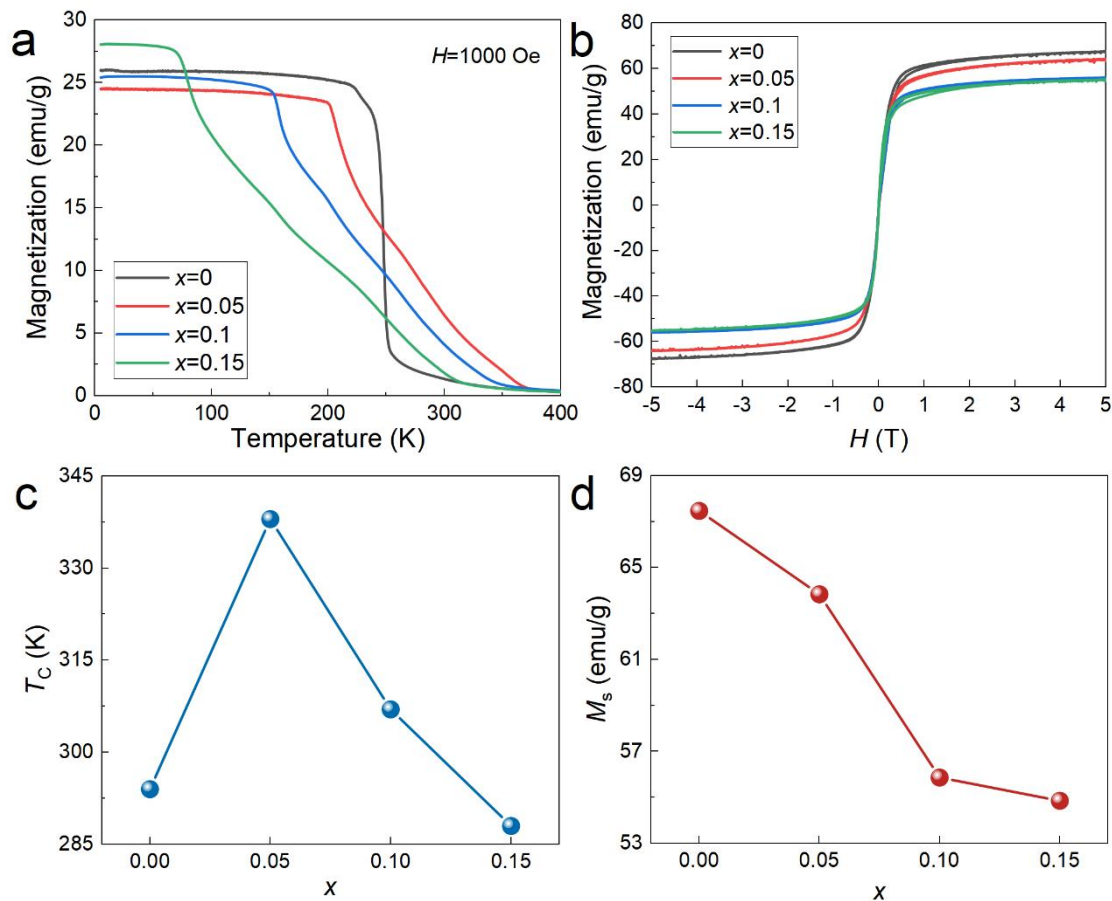 a
H=1000 Oe
Magnetization (emu/g)
30
25
20
15
10
5
0
x=0
x=0.05
x=0.1
x=0.15
0
100
200
300
400
Temperature (K)
b
Magnetization (emu/g)
80
60
40
20
0
-20
-40
-60
-80
x=0
x=0.05
x=0.1
x=0.15
-5 -4 -3 -2 -1 0 1 2 3 4 5
H (T)
c
T_C (K)
345
330
315
300
285
0.00 0.05 0.10 0.15
x
d
M_s (emu/g)
69
65
61
57
53
0.00 0.05 0.10 0.15
x